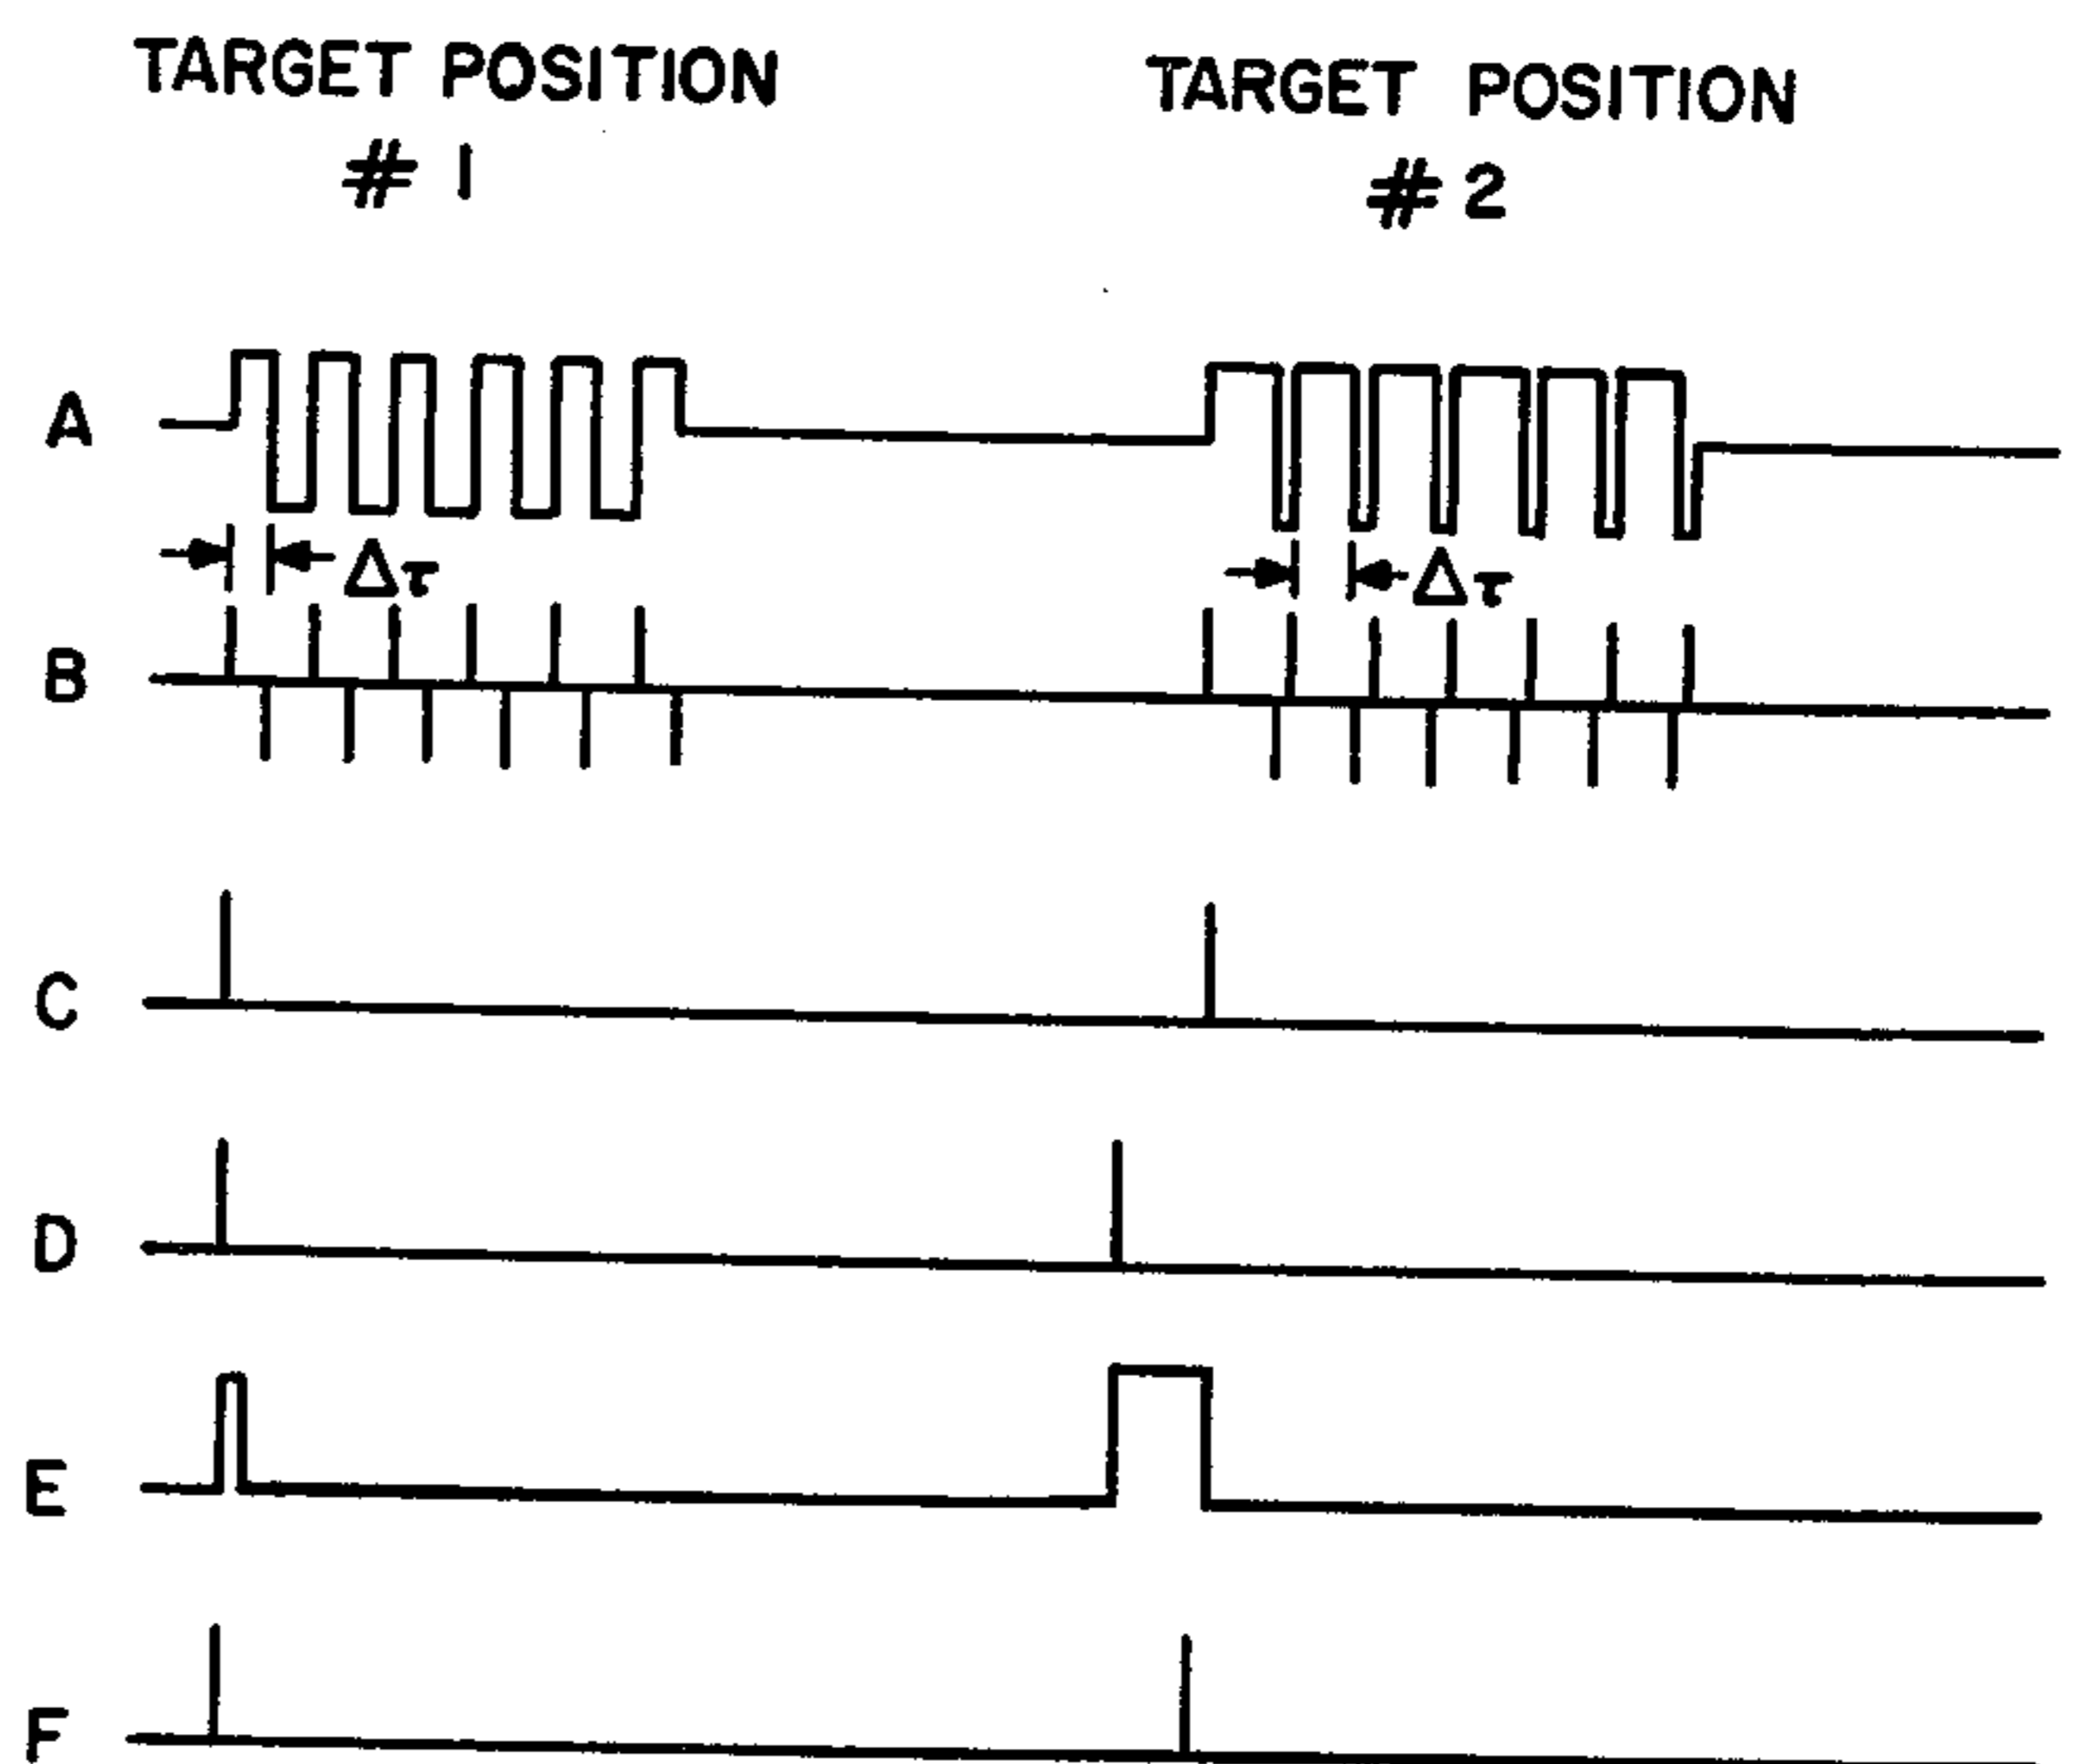 TARGET POSITION
# 1
TARGET POSITION
# 2
A
Δτ
Δτ
B
C
D
E
F